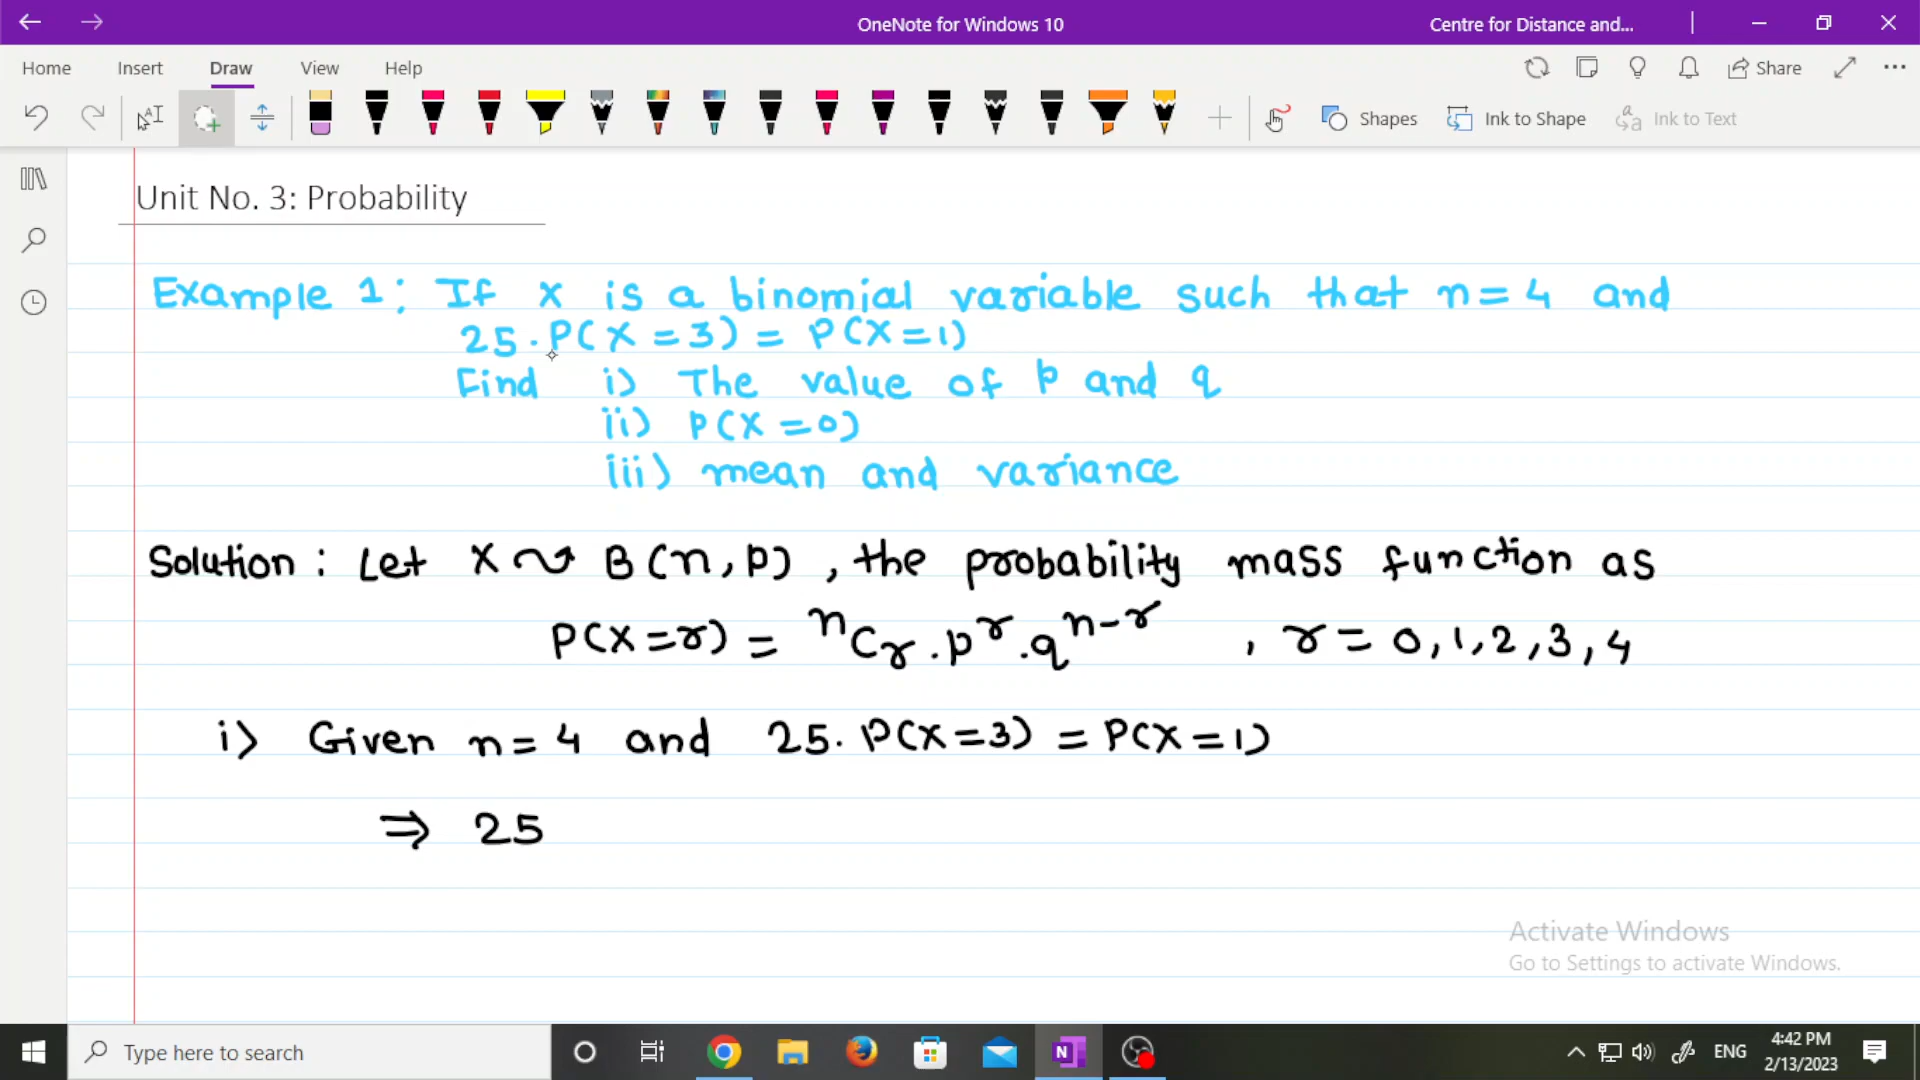 OneNote for Windows 10
Centre for Distance and...
Home Insert Draw View Help
Share
Shapes Ink to Shape Ink to Text
Unit No. 3: Probability
Example 1: If x is a binomial variable such that n = 4 and
25. P(X = 3) = P(X = 1)
Find i) The value of p and q
ii) P(X = 0)
iii) mean and variance
Solution : Let X ~> B(n, p) , the probability mass function as
P(X = r) = ⁿCᵣ . pʳ . qⁿ⁻ʳ , r = 0, 1, 2, 3, 4
i) Given n = 4 and 25. P(X = 3) = P(X = 1)
⇒ 25
Activate Windows
Go to Settings to activate Windows.
Type here to search
ENG
4:42 PM
2/13/2023